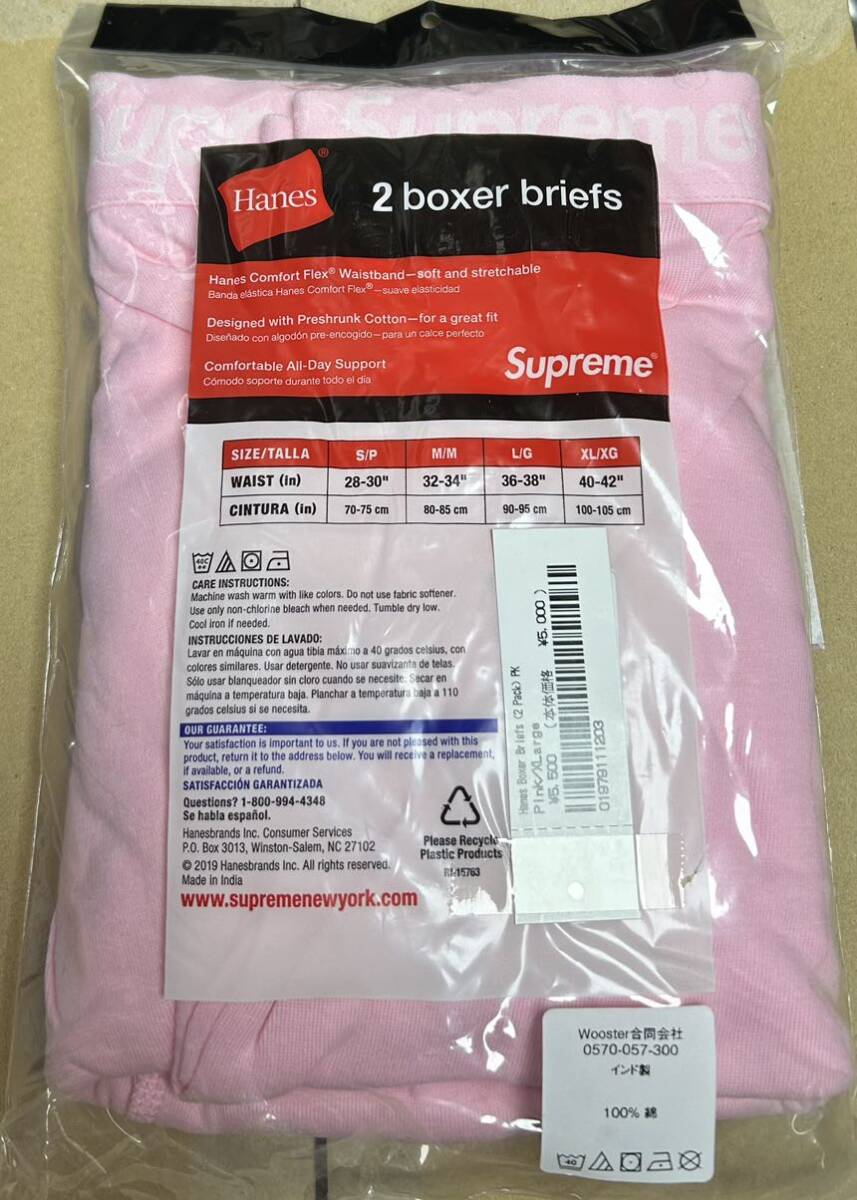 Supreme
Hanes®
2 boxer briefs
Hanes Comfort Flex® Waistband—soft and stretchable
Banda elástica Hanes Comfort Flex®—suave elasticidad
Designed with Preshrunk Cotton—for a great fit
Diseñado con algodón pre-encogido—para un calce perfecto
Comfortable All-Day Support
Cómodo soporte durante todo el día
Supreme®
SIZE/TALLA S/P M/M L/G XL/XG
WAIST (in) 28-30" 32-34" 36-38" 40-42"
CINTURA (in) 70-75 cm 80-85 cm 90-95 cm 100-105 cm
40C
CARE INSTRUCTIONS:
Machine wash warm with like colors. Do not use fabric softener.
Use only non-chlorine bleach when needed. Tumble dry low.
Cool iron if needed.
INSTRUCCIONES DE LAVADO:
Lavar en máquina con agua tibia máximo a 40 grados celsius, con
colores similares. Usar detergente. No usar suavizante de telas.
Sólo usar blanqueador sin cloro cuando se necesite. Secar en
máquina a temperatura baja. Planchar a temperatura baja a 110
grados celsius si se necesita.
OUR GUARANTEE:
Your satisfaction is important to us. If you are not pleased with this
product, return it to the address below. You will receive a replacement,
if available, or a refund.
SATISFACCIÓN GARANTIZADA
Questions? 1-800-994-4348
Se habla español.
Hanesbrands Inc. Consumer Services
P.O. Box 3013, Winston-Salem, NC 27102
© 2019 Hanesbrands Inc. All rights reserved.
Made in India
www.supremenewyork.com
Please Recycle
Plastic Products
RJ-15763
Hanes Boxer Briefs (2 Pack) PK
Pink/XLarge
¥5,500 (本体価格 ¥5,000)
01979111203
Wooster合同会社
0570-057-300
インド製
100% 綿
40